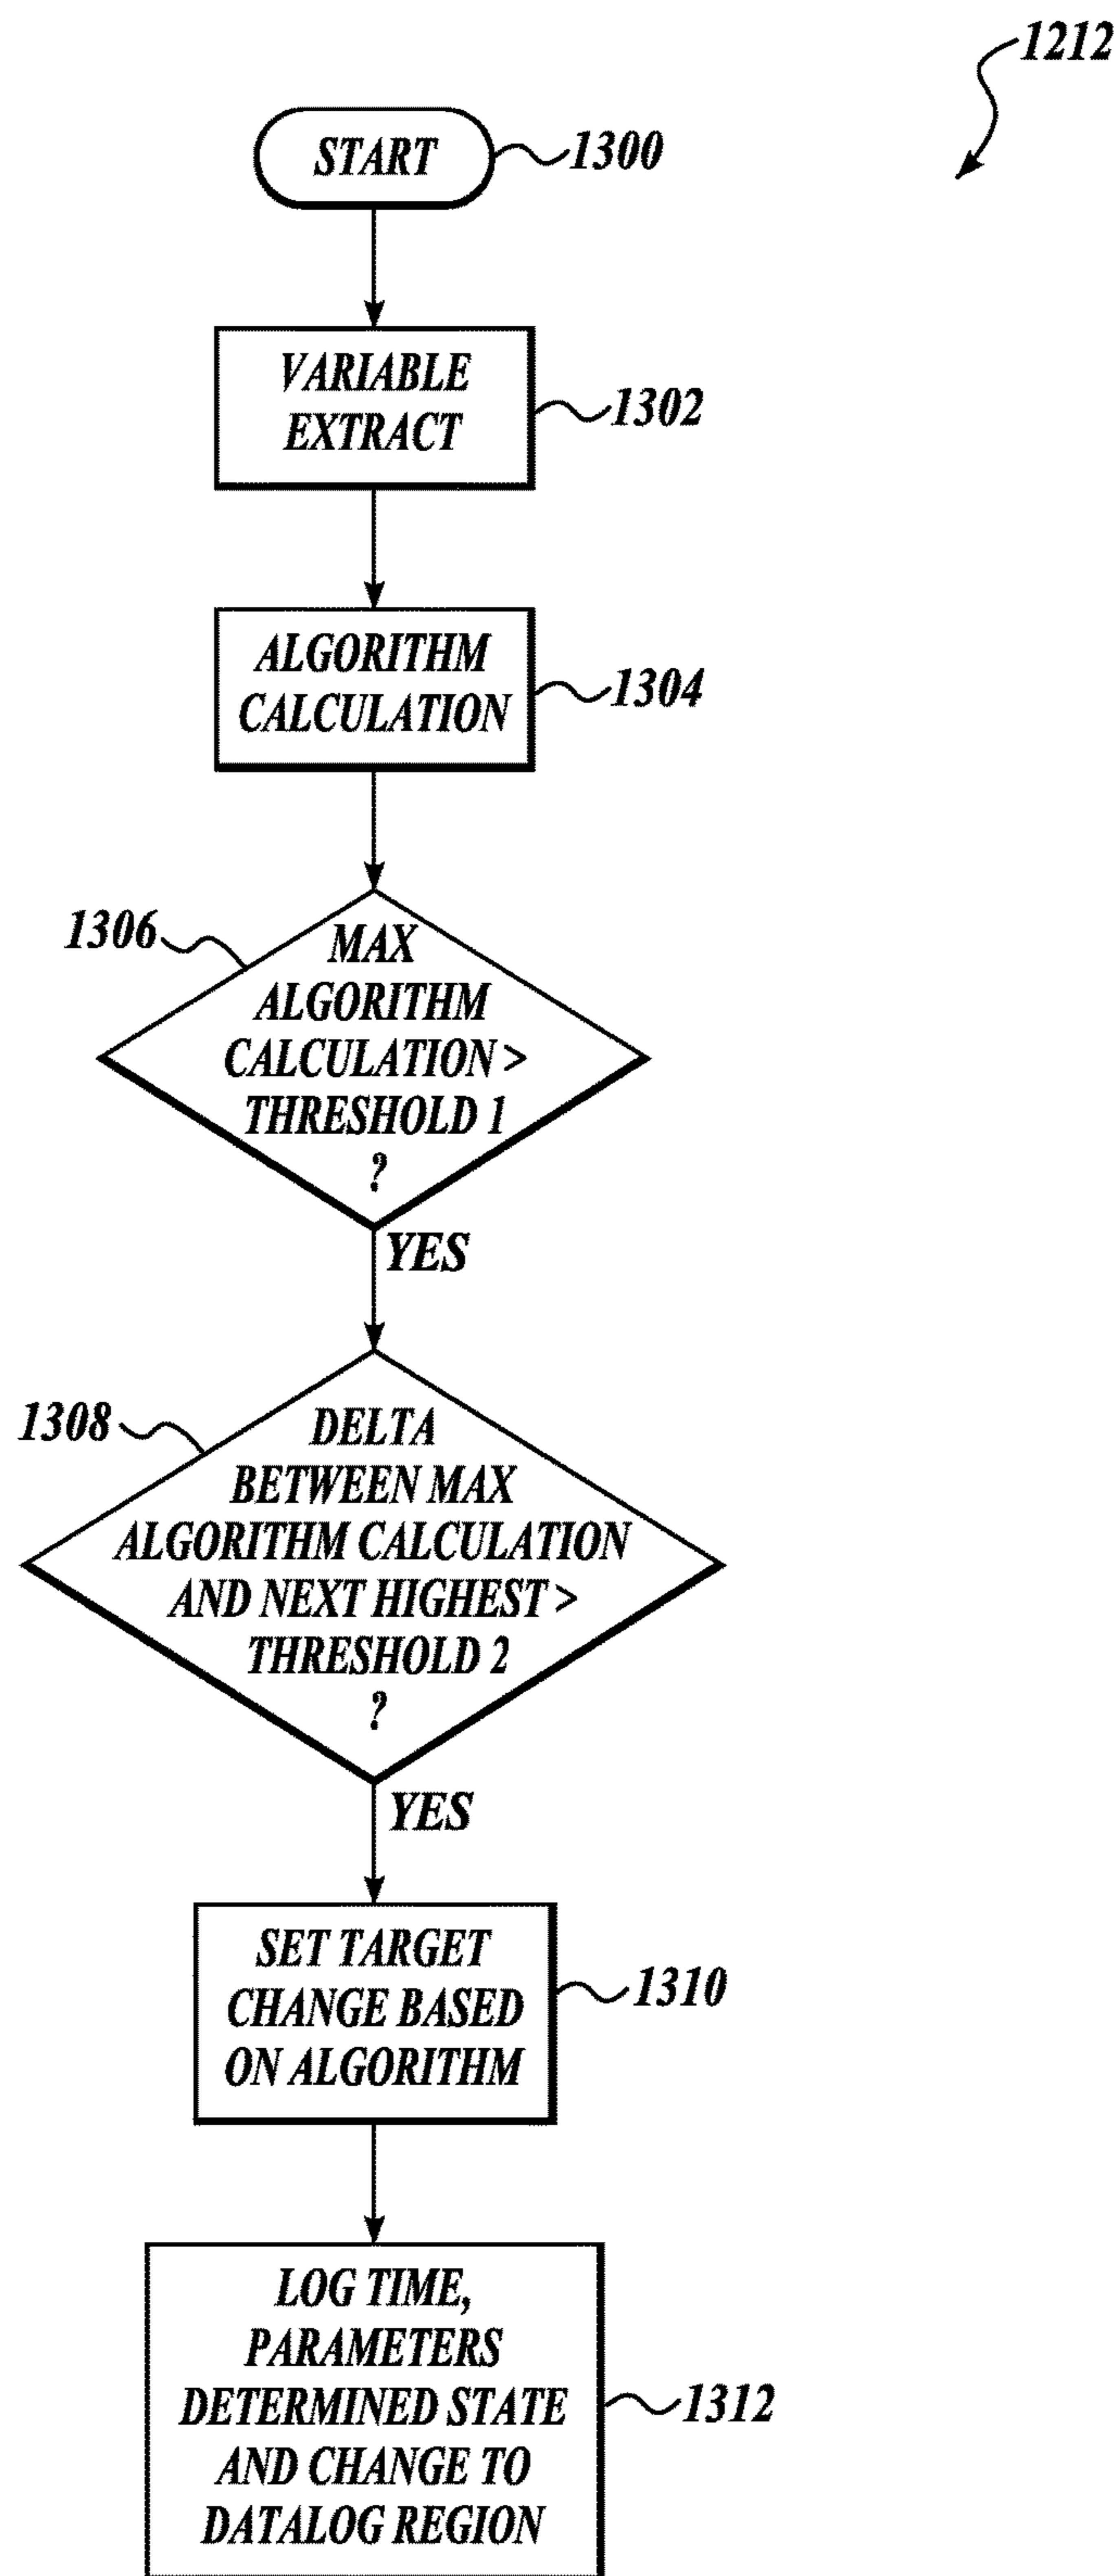 1212
START
1300
VARIABLE
EXTRACT
1302
ALGORITHM
CALCULATION
1304
1306
MAX
ALGORITHM
CALCULATION >
THRESHOLD 1
?
YES
1308
DELTA
BETWEEN MAX
ALGORITHM CALCULATION
AND NEXT HIGHEST >
THRESHOLD 2
?
YES
SET TARGET
CHANGE BASED
ON ALGORITHM
1310
LOG TIME,
PARAMETERS
DETERMINED STATE
AND CHANGE TO
DATALOG REGION
1312